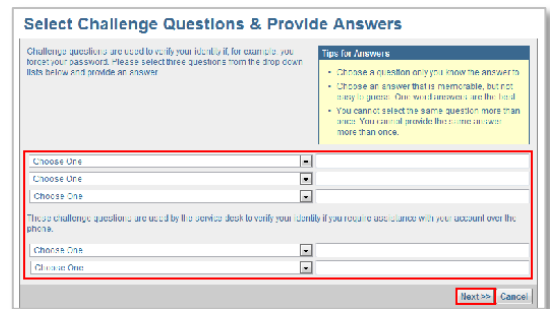 Select Challenge Questions & Provide Answers
Challenge questions are used to verify your identity if, for example, you
forget your password. Please select three questions from the drop down
lists below and provide an answer.
Tips for Answers
• Choose a question only you know the answer to.
• Choose an answer that is memorable, but not
easy to guess. One word answers are the best.
• You cannot select the same question more than
once. You cannot provide the same answer
more than once.
Choose One
Choose One
Choose One
These challenge questions are used by the service desk to verify your identity if you require assistance with your account over the
phone.
Choose One
Choose One
Next >> Cancel